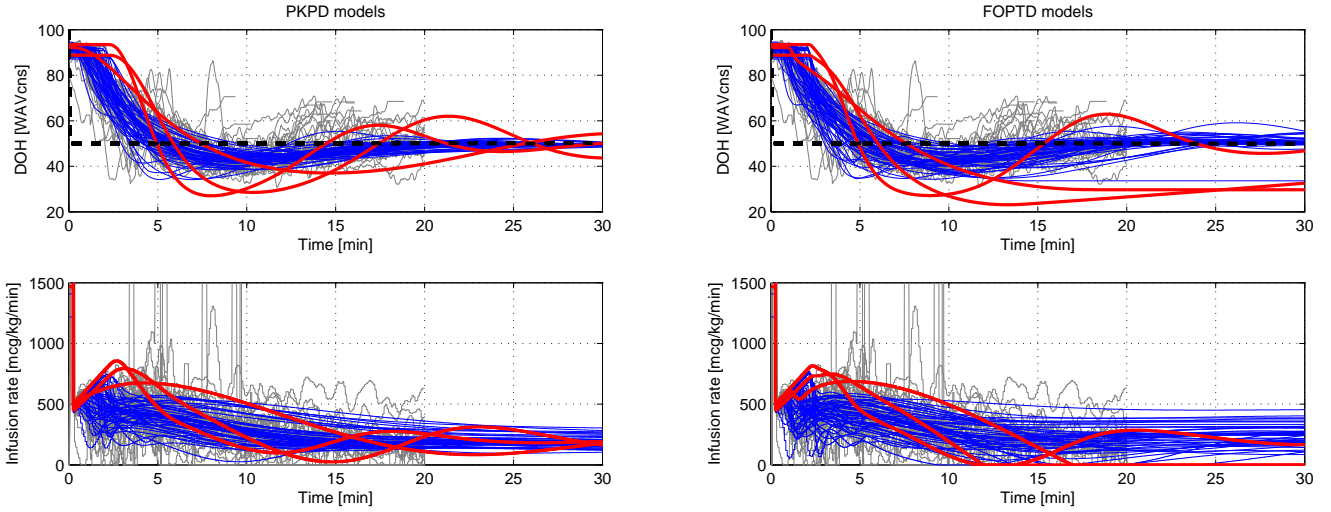 PKPD models
100
80
60
40
20
DOH [WAVcns]
0 5 10 15 20 25 30
Time [min]
FOPTD models
100
80
60
40
20
DOH [WAVcns]
0 5 10 15 20 25 30
Time [min]
1500
1000
500
0
Infusion rate [mcg/kg/min]
0 5 10 15 20 25 30
Time [min]
1500
1000
500
0
Infusion rate [mcg/kg/min]
0 5 10 15 20 25 30
Time [min]